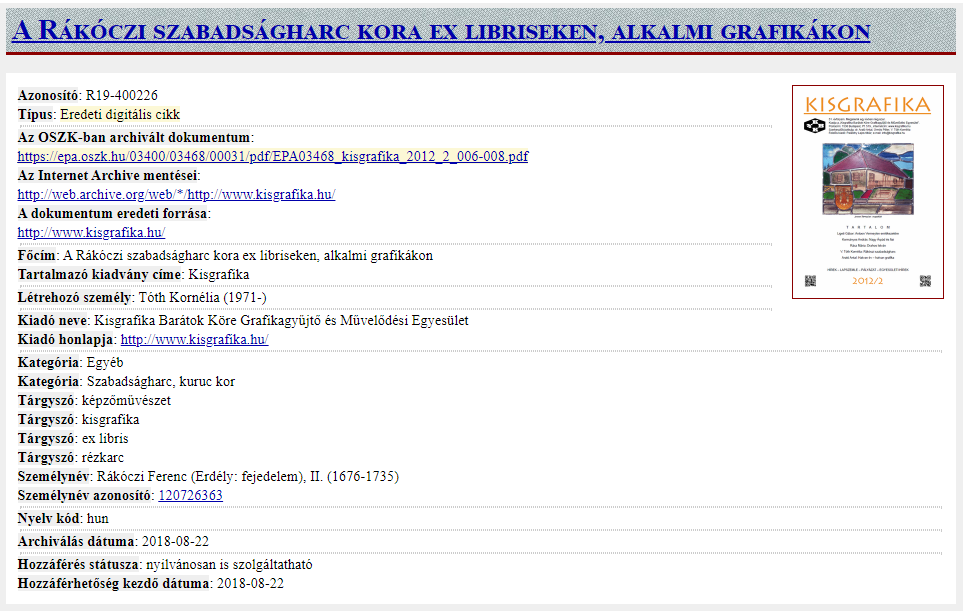 A Rákóczi szabadságharc kora ex libriseken, alkalmi grafikákon
Azonosító: R19-400226
Típus: Eredeti digitális cikk
Az OSZK-ban archivált dokumentum:
https://epa.oszk.hu/03400/03468/00031/pdf/EPA03468_kisgrafika_2012_2_006-008.pdf
Az Internet Archive mentései:
http://web.archive.org/web/*/http://www.kisgrafika.hu/
A dokumentum eredeti forrása:
http://www.kisgrafika.hu/
Főcím: A Rákóczi szabadságharc kora ex libriseken, alkalmi grafikákon
Tartalmazó kiadvány címe: Kisgrafika
Létrehozó személy: Tóth Kornélia (1971-)
Kiadó neve: Kisgrafika Barátok Köre Grafikagyűjtő és Művelődési Egyesület
Kiadó honlapja: http://www.kisgrafika.hu/
Kategória: Egyéb
Kategória: Szabadságharc, kuruc kor
Tárgyszó: képzőművészet
Tárgyszó: kisgrafika
Tárgyszó: ex libris
Tárgyszó: rézkarc
Személynév: Rákóczi Ferenc (Erdély: fejedelem), II. (1676-1735)
Személynév azonosító: 120726363
Nyelv kód: hun
Archiválás dátuma: 2018-08-22
Hozzáférés státusza: nyilvánosan is szolgáltatható
Hozzáférhetőség kezdő dátuma: 2018-08-22
KISGRAFIKA
TARTALOM
2012/2